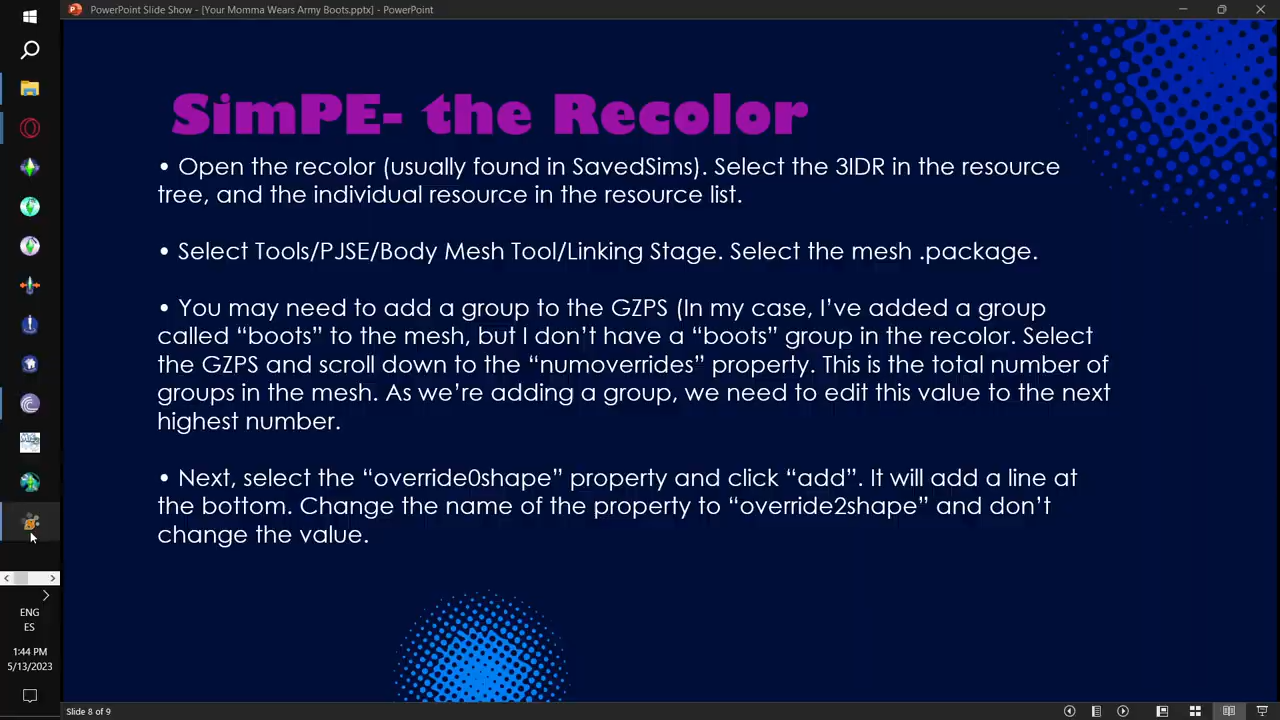 PowerPoint Slide Show - [Your Momma Wears Army Boots.pptx] - PowerPoint
SimPE- the Recolor
• Open the recolor (usually found in SavedSims). Select the 3IDR in the resource
tree, and the individual resource in the resource list.
• Select Tools/PJSE/Body Mesh Tool/Linking Stage. Select the mesh .package.
• You may need to add a group to the GZPS (In my case, I’ve added a group
called “boots” to the mesh, but I don’t have a “boots” group in the recolor. Select
the GZPS and scroll down to the “numoverrides” property. This is the total number of
groups in the mesh. As we’re adding a group, we need to edit this value to the next
highest number.
• Next, select the “override0shape” property and click “add”. It will add a line at
the bottom. Change the name of the property to “override2shape” and don’t
change the value.
ENG
ES
1:44 PM
5/13/2023
Slide 8 of 9